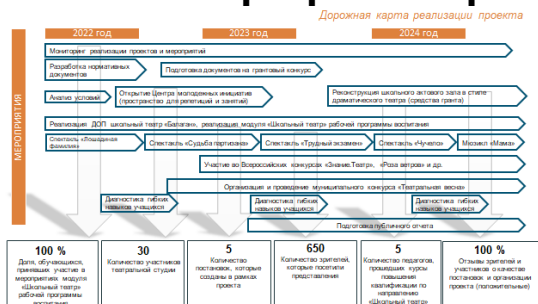 Дорожная карта реализации проекта
2022 год
2023 год
2024 год
МЕРОПРИЯТИЯ
Мониторинг реализации проектов и мероприятий
Разработка нормативных
документов
Подготовка документов на грантовый конкурс
Анализ условий
Открытие Центра молодежных инициатив
(пространство для репетиций и занятий)
Реконструкция школьного актового зала в стиле
драматического театра (средства гранта)
Реализация ДОП школьный театр «Балаган», реализация модуля «Школьный театр» рабочей программы воспитания
Спектакль «Лошадиная
фамилия»
Спектакль «Судьба партизана»
Спектакль «Трудный экзамен»
Спектакль «Чучело»
Мюзикл «Мама»
Участие во Всероссийских конкурсах «Знание.Театр», «Роза ветров» и др.
Организация и проведение муниципального конкурса «Театральная весна»
Диагностика гибких
навыков учащихся
Диагностика гибких
навыков учащихся
Диагностика гибких
навыков учащихся
Подготовка публичного отчета
100 %
Доля, обучающихся,
принявших участие в
мероприятиях модуля
«Школьный театр»
рабочей программы
воспитания
30
Количество участников
театральной студии
5
Количество
постановок, которые
созданы в рамках
проекта
650
Количество зрителей,
которые посетили
представления
5
Количество педагогов,
прошедших курсы
повышения
квалификации по
направлению
«Школьный театр»
100 %
Отзывы зрителей и
участников о качестве
постановок и организации
проекта (положительные)